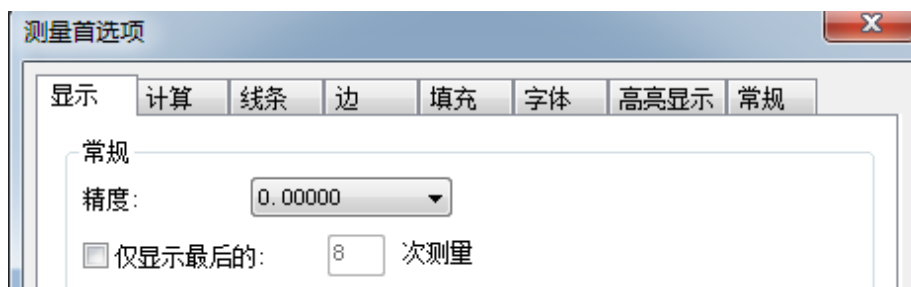 测量首选项
显示 计算 线条 边 填充 字体 高亮显示 常规
常规
精度: 0.00000
仅显示最后的: 8 次测量